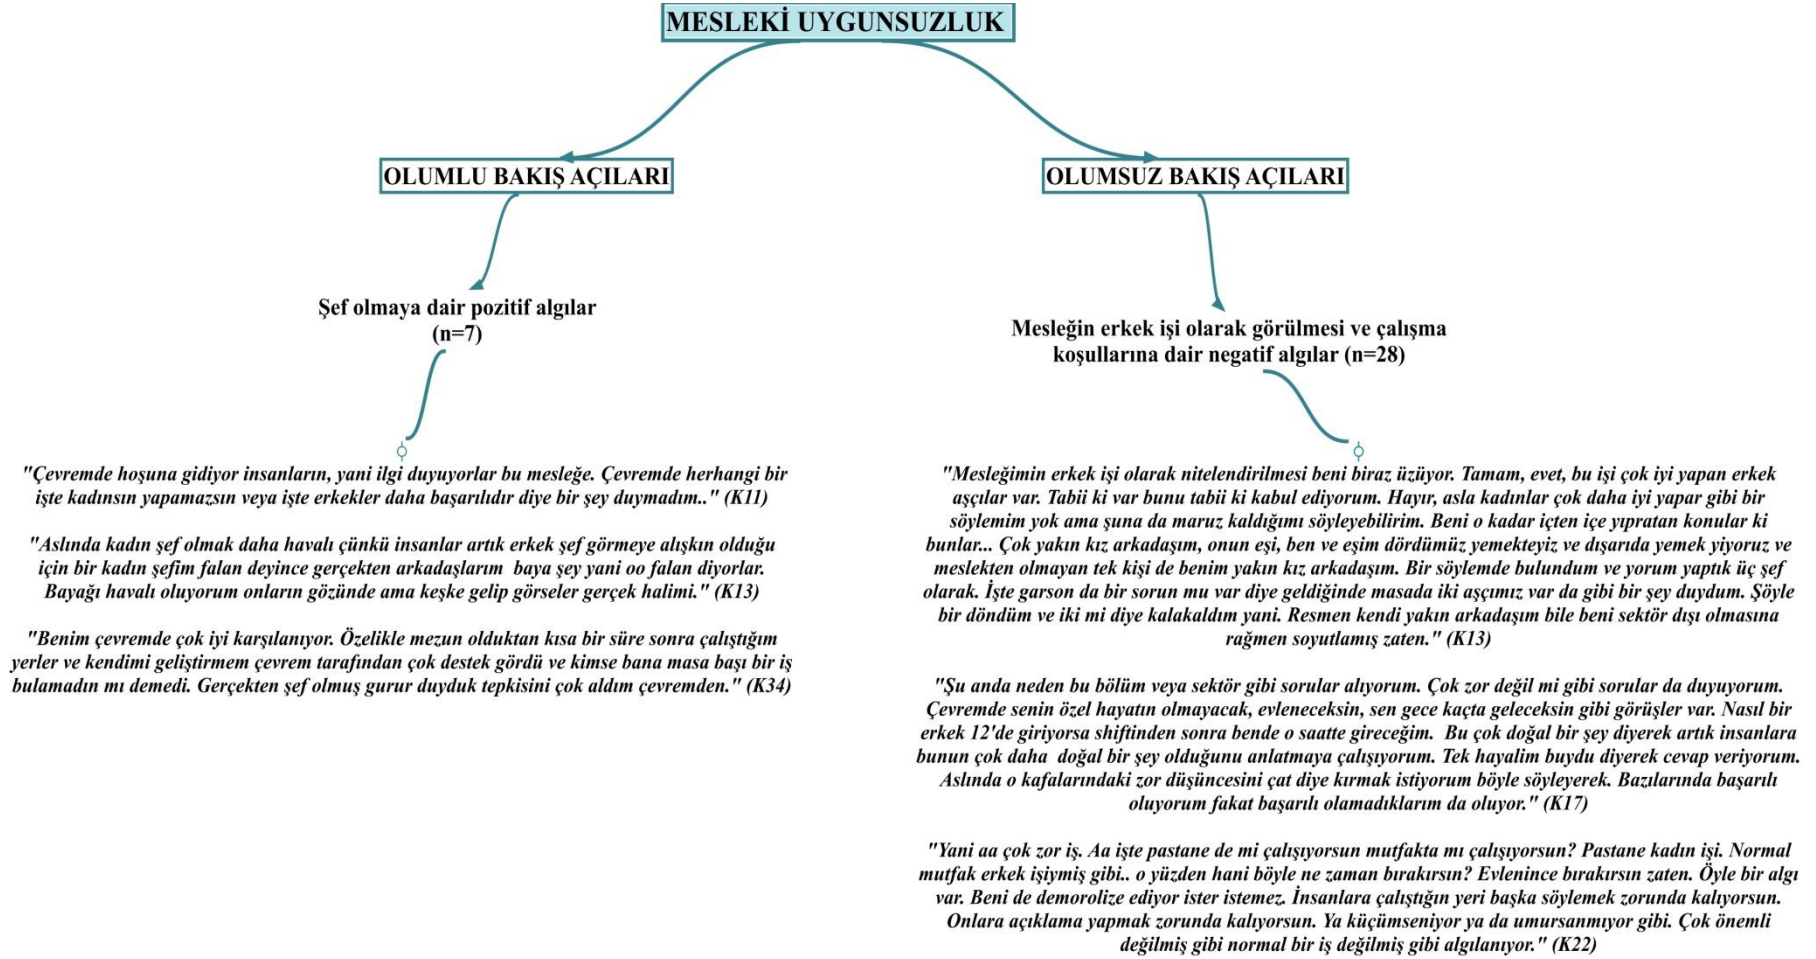 MESLEKİ UYGUNSUZLUK
OLUMLU BAKIŞ AÇILARI
Şef olmaya dair pozitif algılar
(n=7)
"Çevremde hoşuna gidiyor insanların, yani ilgi duyuyorlar bu mesleğe. Çevremde herhangi bir
işte kadınsın yapamazsın veya işte erkekler daha başarılıdır diye bir şey duymadım.." (K11)
"Aslında kadın şef olmak daha havalı çünkü insanlar artık erkek şef görmeye alışkın olduğu
için bir kadın şefim falan deyince gerçekten arkadaşlarım baya şey yani oo falan diyorlar.
Bayağı havalı oluyorum onların gözünde ama keşke gelip görseler gerçek halimi." (K13)
"Benim çevremde çok iyi karşılanıyor. Özelikle mezun olduktan kısa bir süre sonra çalıştığım
yerler ve kendimi geliştirmem çevrem tarafından çok destek gördü ve kimse bana masa başı bir iş
bulamadın mı demedi. Gerçekten şef olmuş gurur duyduk tepkisini çok aldım çevremden." (K34)
OLUMSUZ BAKIŞ AÇILARI
Mesleğin erkek işi olarak görülmesi ve çalışma
koşullarına dair negatif algılar (n=28)
"Mesleğimin erkek işi olarak nitelendirilmesi beni biraz üzüyor. Tamam, evet, bu işi çok iyi yapan erkek
aşçılar var. Tabii ki var bunu tabii ki kabul ediyorum. Hayır, asla kadınlar çok daha iyi yapar gibi bir
söylemim yok ama şuna da maruz kaldığımı söyleyebilirim. Beni o kadar içten içe yıpratan konular ki
bunlar... Çok yakın kız arkadaşım, onun eşi, ben ve eşim dördümüz yemekteyiz ve dışarıda yemek yiyoruz ve
meslekten olmayan tek kişi de benim yakın kız arkadaşım. Bir söylemde bulundum ve yorum yaptık üç şef
olarak. İşte garson da bir sorun mu var diye geldiğinde masada iki aşçımız var da gibi bir şey duydum. Şöyle
bir döndüm ve iki mi diye kalakaldım yani. Resmen kendi yakın arkadaşım bile beni sektör dışı olmasına
rağmen soyutlamış zaten." (K13)
"Şu anda neden bu bölüm veya sektör gibi sorular alıyorum. Çok zor değil mi gibi sorular da duyuyorum.
Çevremde senin özel hayatın olmayacak, evleneceksin, sen gece kaçta geleceksin gibi görüşler var. Nasıl bir
erkek 12'de giriyorsa shiftinden sonra bende o saatte gireceğim. Bu çok doğal bir şey diyerek artık insanlara
bunun çok daha doğal bir şey olduğunu anlatmaya çalışıyorum. Tek hayalim buydu diyerek cevap veriyorum.
Aslında o kafalarındaki zor düşüncesini çat diye kırmak istiyorum böyle söyleyerek. Bazılarında başarılı
oluyorum fakat başarılı olamadıklarım da oluyor." (K17)
"Yani aa çok zor iş. Aa işte pastane de mi çalışıyorsun mutfakta mı çalışıyorsun? Pastane kadın işi. Normal
mutfak erkek işiymiş gibi.. o yüzden hani böyle ne zaman bırakırsın? Evlenince bırakırsın zaten. Öyle bir algı
var. Beni de demorolize ediyor ister istemez. İnsanlara çalıştığın yeri başka söylemek zorunda kalıyorsun.
Onlara açıklama yapmak zorunda kalıyorsun. Ya küçümseniyor ya da umursanmıyor gibi. Çok önemli
değilmiş gibi normal bir iş değilmiş gibi algılanıyor." (K22)